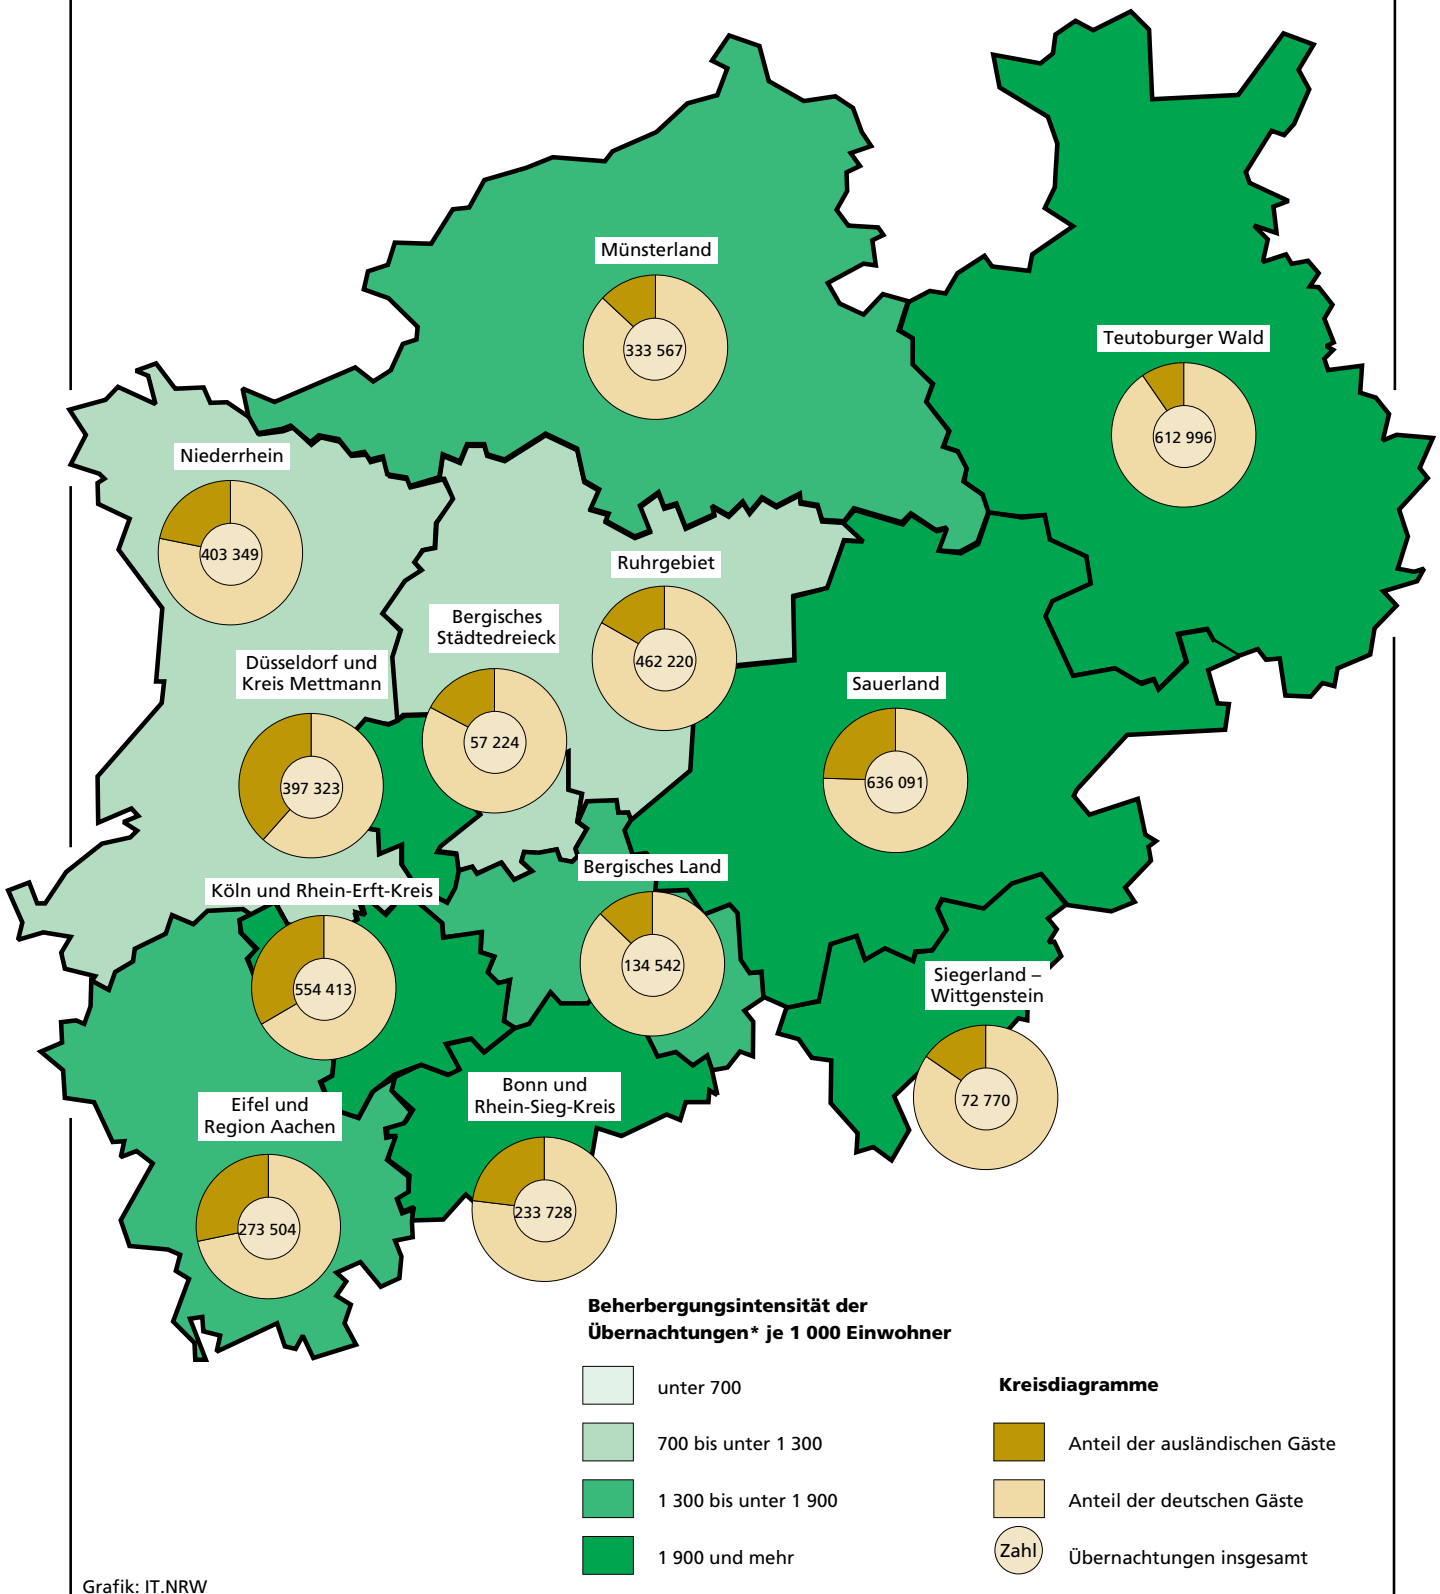 Münsterland
333 567
Teutoburger Wald
612 996
Niederrhein
403 349
Ruhrgebiet
462 220
Bergisches
Städtedreieck
57 224
Düsseldorf und
Kreis Mettmann
397 323
Sauerland
636 091
Bergisches Land
134 542
Köln und Rhein-Erft-Kreis
554 413
Siegerland –
Wittgenstein
72 770
Bonn und
Rhein-Sieg-Kreis
233 728
Eifel und
Region Aachen
273 504
Beherbergungsintensität der
Übernachtungen* je 1 000 Einwohner
unter 700
700 bis unter 1 300
1 300 bis unter 1 900
1 900 und mehr
Kreisdiagramme
Anteil der ausländischen Gäste
Anteil der deutschen Gäste
Zahl
Übernachtungen insgesamt
Grafik: IT.NRW